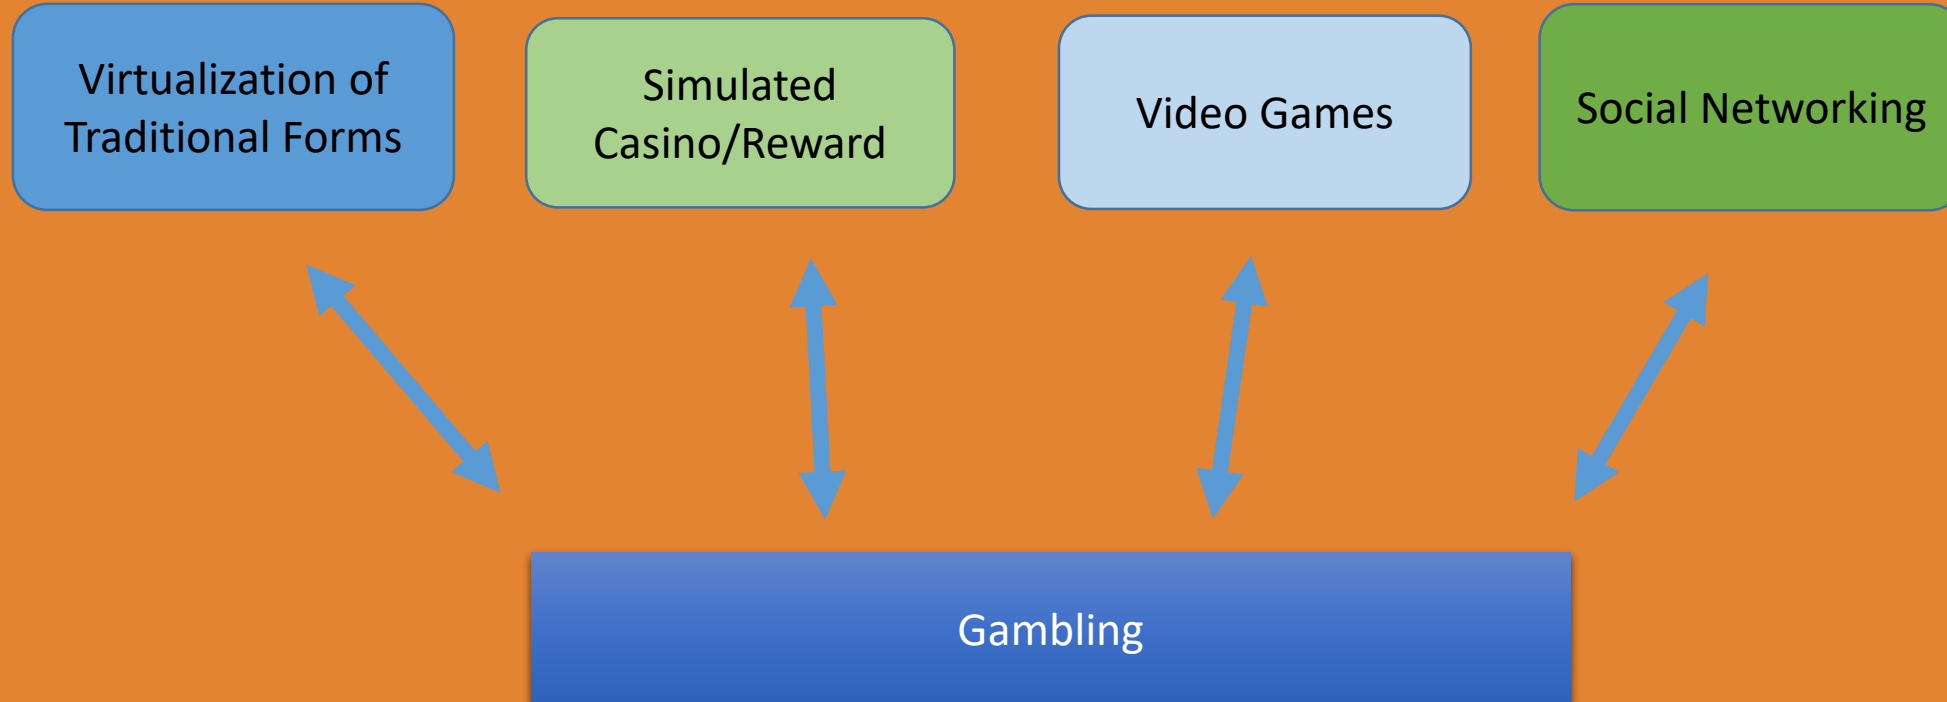 Virtualization of
Traditional Forms
Simulated
Casino/Reward
Video Games
Social Networking
Gambling